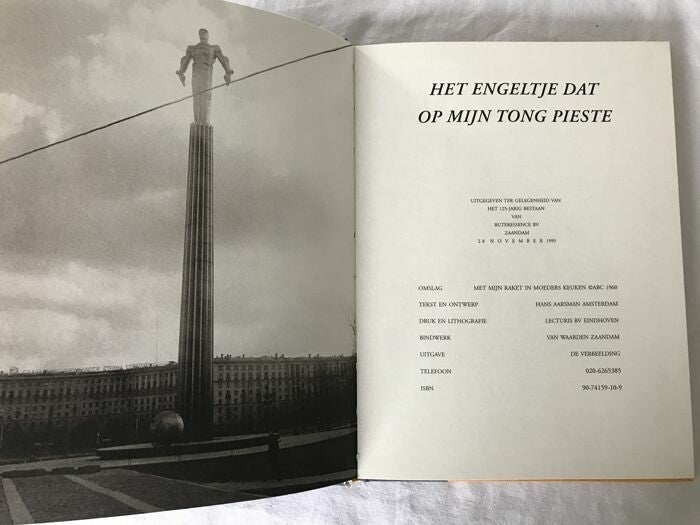 HET ENGELTJE DAT
OP MIJN TONG PIESTE
UITGEGEVEN TER GELEGENHEID VAN
HET 125-JARIG BESTAAN
VAN
BUTERESSENCE BV
ZAANDAM
28 NOVEMBER 1995
OMSLAG MET MIJN RAKET IN MOEDERS KEUKEN ©ABC 1960
TEKST EN ONTWERP HANS AARSMAN AMSTERDAM
DRUK EN LITHOGRAFIE LECTURIS BV EINDHOVEN
BINDWERK VAN WAARDEN ZAANDAM
UITGAVE DE VERBEELDING
TELEFOON 020-6265385
ISBN 90-74159-10-9